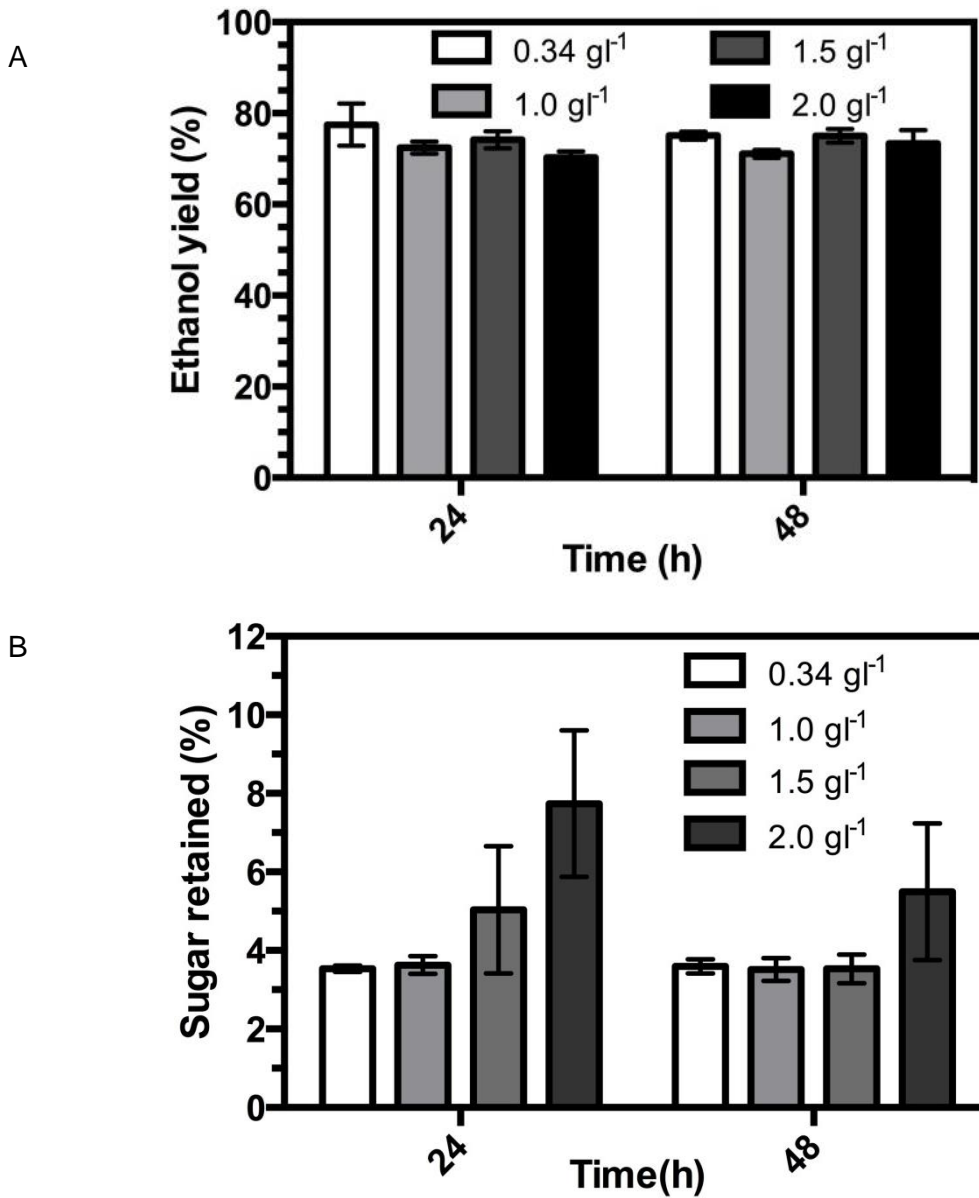 A
Ethanol yield (%)
100
80
60
40
20
0
0.34 gl⁻¹
1.0 gl⁻¹
1.5 gl⁻¹
2.0 gl⁻¹
24
48
Time (h)
B
Sugar retained (%)
12
10
8
6
4
2
0
0.34 gl⁻¹
1.0 gl⁻¹
1.5 gl⁻¹
2.0 gl⁻¹
24
48
Time(h)